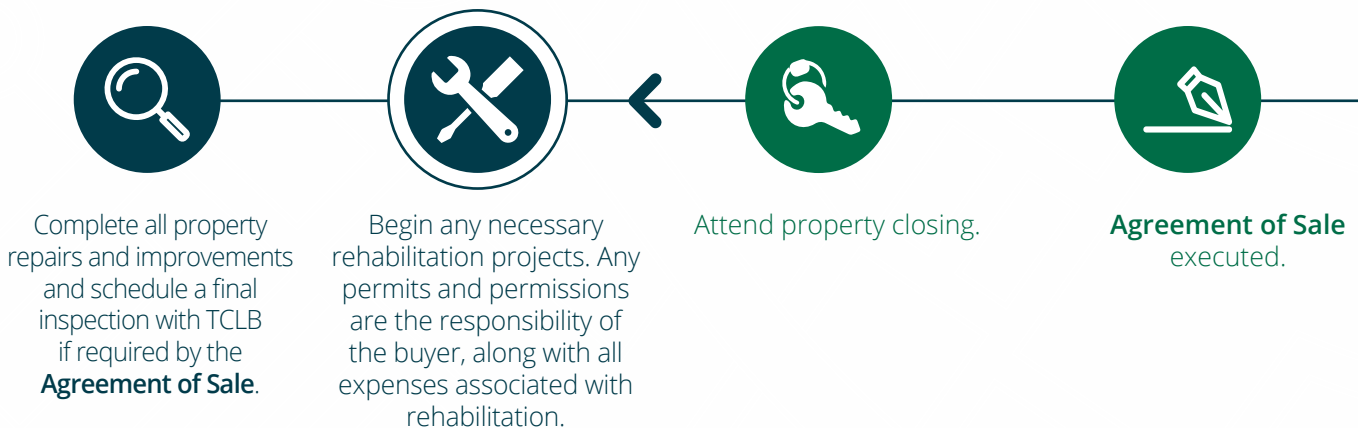 Complete all property
repairs and improvements
and schedule a final
inspection with TCLB
if required by the
Agreement of Sale.
Begin any necessary
rehabilitation projects. Any
permits and permissions
are the responsibility of
the buyer, along with all
expenses associated with
rehabilitation.
Attend property closing.
Agreement of Sale
executed.